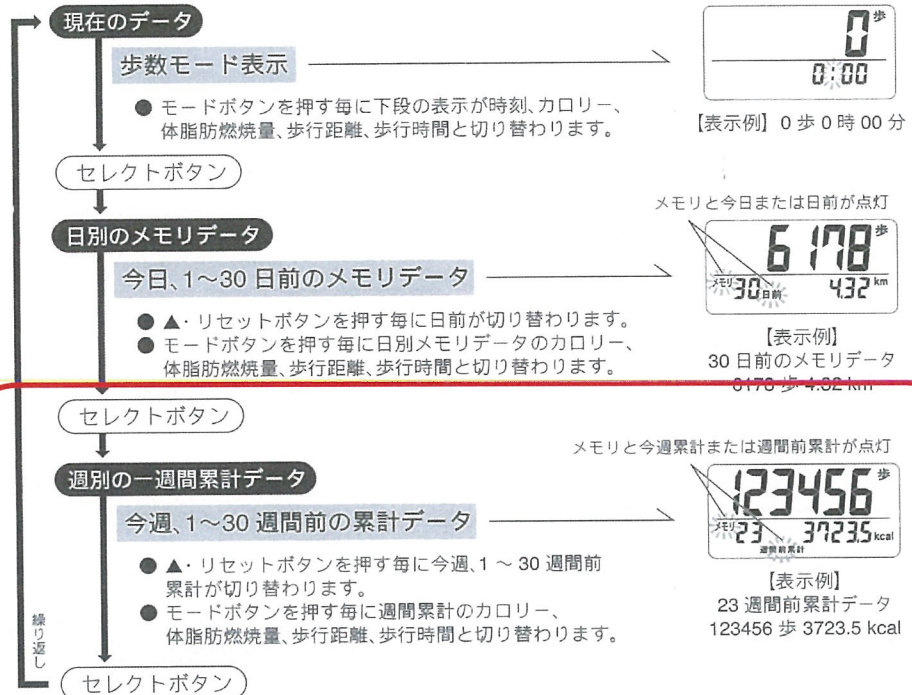 現在のデータ
歩数モード表示
● モードボタンを押す毎に下段の表示が時刻、カロリー、
体脂肪燃焼量、歩行距離、歩行時間と切り替わります。
0歩
0:00
【表示例】0 歩 0 時 00 分
セレクトボタン
メモリと今日または日前が点灯
日別のメモリデータ
今日、1〜30 日前のメモリデータ
● ▲・リセットボタンを押す毎に日前が切り替わります。
● モードボタンを押す毎に日別メモリデータのカロリー、
体脂肪燃焼量、歩行距離、歩行時間と切り替わります。
6178歩
メモリ 30日前 4.32 km
【表示例】
30 日前のメモリデータ
6178 歩 4.32 km
セレクトボタン
メモリと今週累計または週間前累計が点灯
週別の一週間累計データ
今週、1〜30 週間前の累計データ
● ▲・リセットボタンを押す毎に今週、1 〜 30 週間前
累計が切り替わります。
● モードボタンを押す毎に週間累計のカロリー、
体脂肪燃焼量、歩行距離、歩行時間と切り替わります。
123456歩
メモリ 23 3723.5 kcal
週間前累計
【表示例】
23 週間前累計データ
123456 歩 3723.5 kcal
繰り返し
セレクトボタン